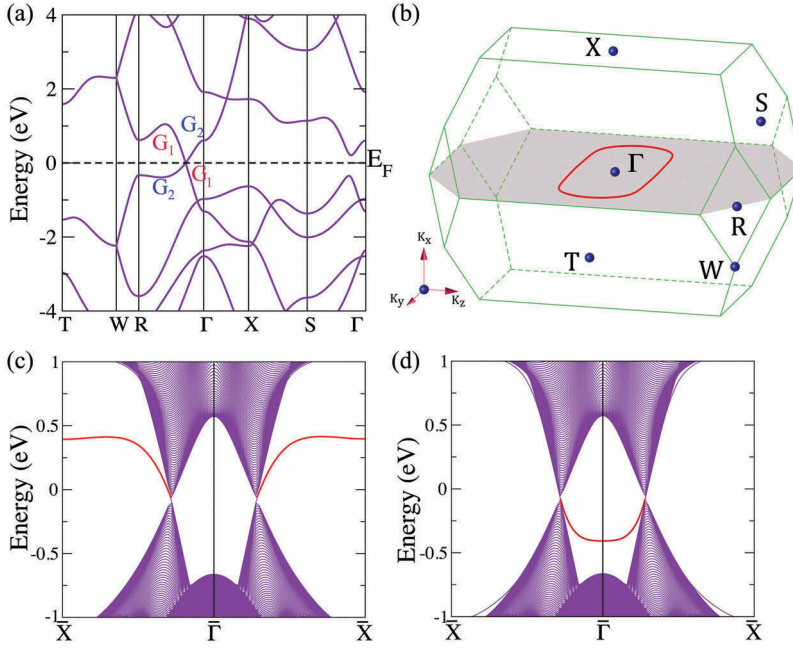 (a)
4
2
0
-2
-4
Energy (eV)
G1
G2
G2
G1
EF
T W R Γ X S Γ
(b)
X
S
Γ
R
T
W
Kx
Ky
Kz
(c)
1
0.5
0
-0.5
-1
Energy (eV)
X̄ Γ̄ X̄
(d)
1
0.5
0
-0.5
-1
Energy (eV)
X̄ Γ̄ X̄